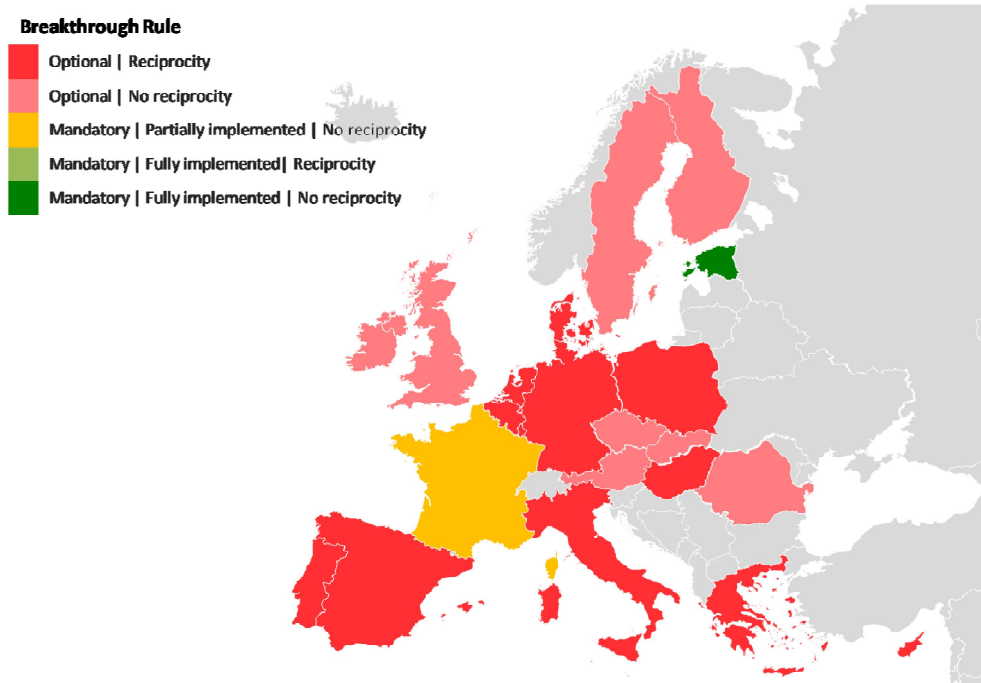 Breakthrough Rule
Optional | Reciprocity
Optional | No reciprocity
Mandatory | Partially implemented | No reciprocity
Mandatory | Fully implemented| Reciprocity
Mandatory | Fully implemented | No reciprocity